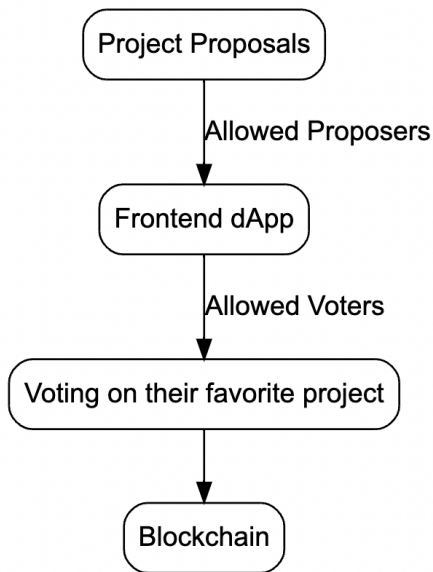 Project Proposals
Allowed Proposers
Frontend dApp
Allowed Voters
Voting on their favorite project
Blockchain